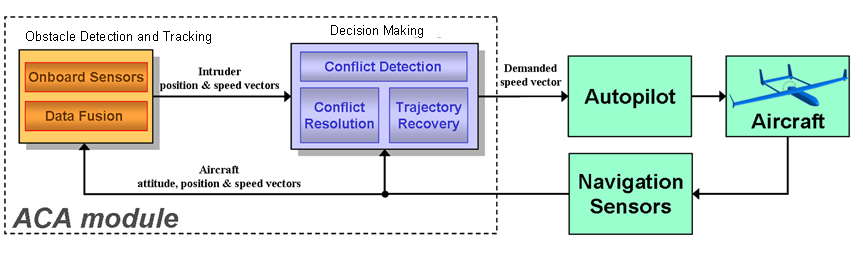 Obstacle Detection and Tracking
Decision Making
Onboard Sensors
Data Fusion
Intruder
position & speed vectors
Conflict Detection
Conflict
Resolution
Trajectory
Recovery
Demanded
speed vector
Autopilot
Aircraft
Aircraft
attitude, position & speed vectors
Navigation
Sensors
ACA module